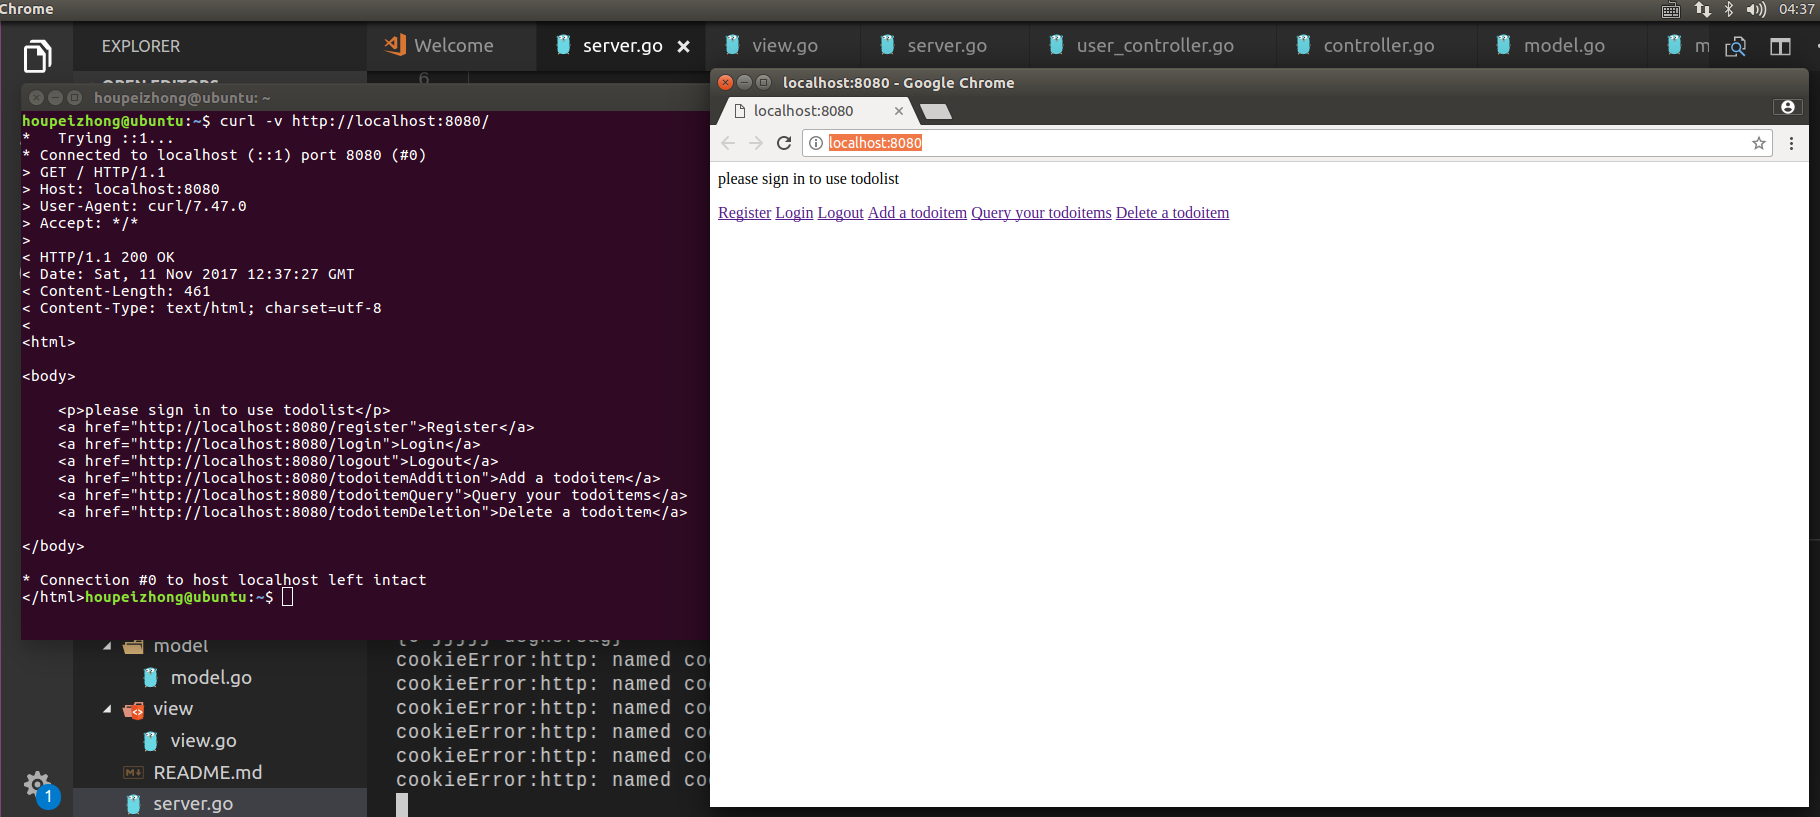 Chrome
04:37
EXPLORER
Welcome
server.go
view.go
server.go
user_controller.go
controller.go
model.go
m
OPEN EDITORS
6
houpeizhong@ubuntu: ~
houpeizhong@ubuntu:~$ curl -v http://localhost:8080/
*   Trying ::1...
* Connected to localhost (::1) port 8080 (#0)
> GET / HTTP/1.1
> Host: localhost:8080
> User-Agent: curl/7.47.0
> Accept: */*
>
< HTTP/1.1 200 OK
< Date: Sat, 11 Nov 2017 12:37:27 GMT
< Content-Length: 461
< Content-Type: text/html; charset=utf-8
<
<html>
<body>
    <p>please sign in to use todolist</p>
    <a href="http://localhost:8080/register">Register</a>
    <a href="http://localhost:8080/login">Login</a>
    <a href="http://localhost:8080/logout">Logout</a>
    <a href="http://localhost:8080/todoitemAddition">Add a todoitem</a>
    <a href="http://localhost:8080/todoitemQuery">Query your todoitems</a>
    <a href="http://localhost:8080/todoitemDeletion">Delete a todoitem</a>
</body>
* Connection #0 to host localhost left intact
</html>houpeizhong@ubuntu:~$
localhost:8080 - Google Chrome
localhost:8080
localhost:8080
please sign in to use todolist
Register Login Logout Add a todoitem Query your todoitems Delete a todoitem
model
model.go
view
view.go
README.md
server.go
1
cookieError:http: named co
cookieError:http: named co
cookieError:http: named co
cookieError:http: named co
cookieError:http: named co
cookieError:http: named co